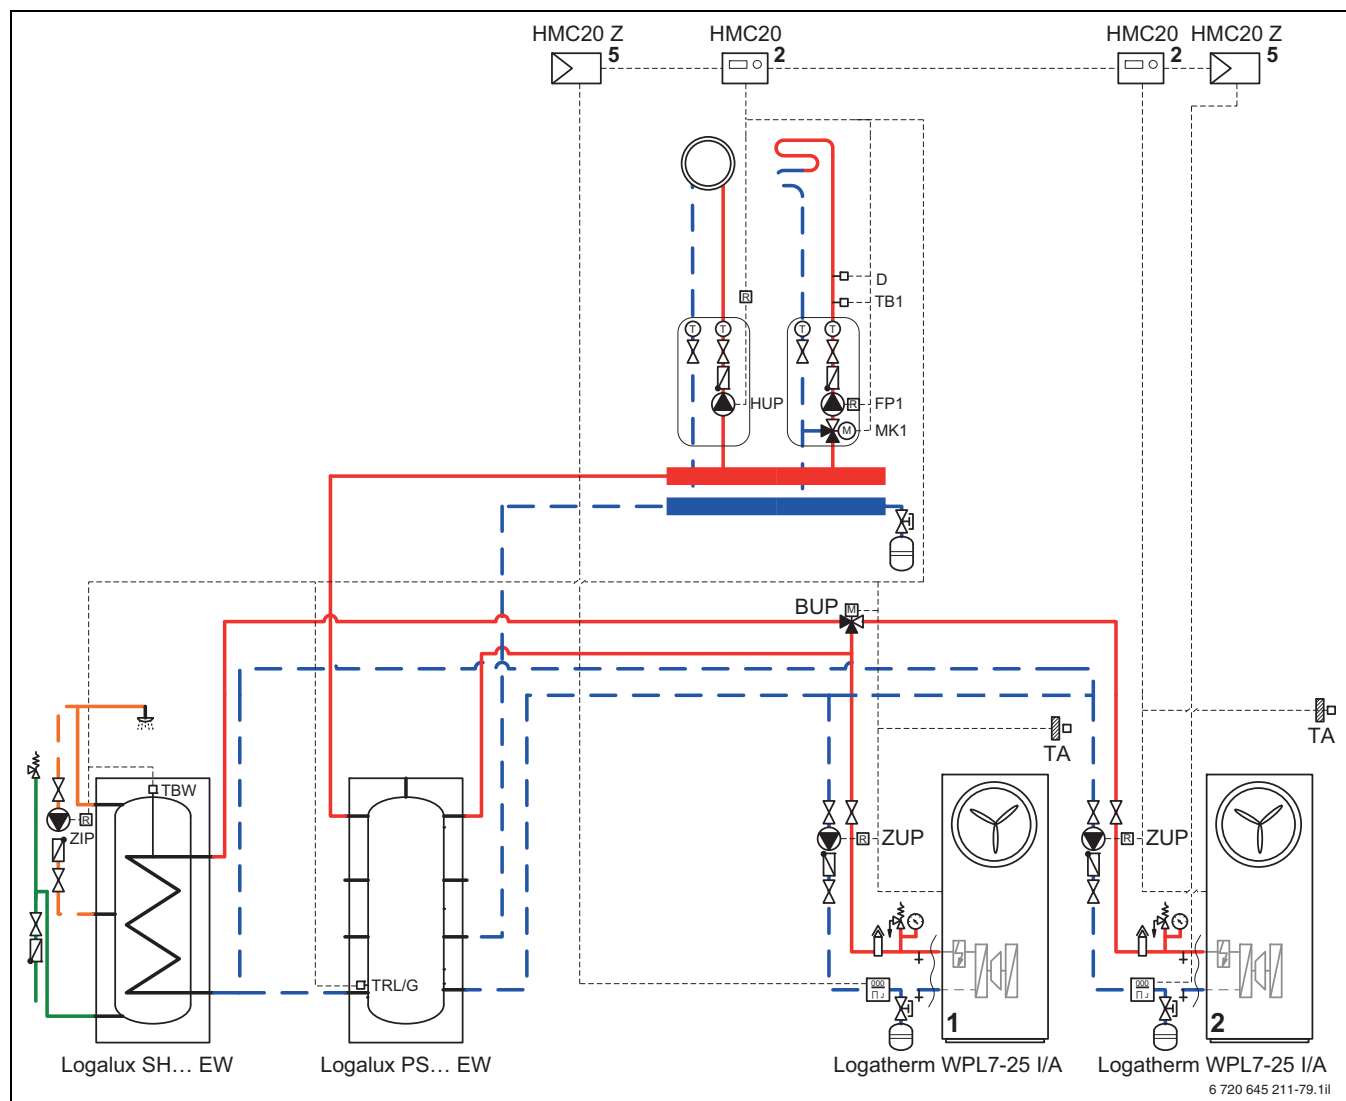 HMC20 Z
5
HMC20
2
HMC20
2
HMC20 Z
5
R
D
TB1
T
T
T
T
HUP
R
FP1
M
MK1
BUP
M
TA
TA
TBW
R
ZIP
R
ZUP
R
ZUP
TRL/G
000
000
1
2
Logalux SH… EW
Logalux PS… EW
Logatherm WPL7-25 I/A
Logatherm WPL7-25 I/A
6 720 645 211-79.1il